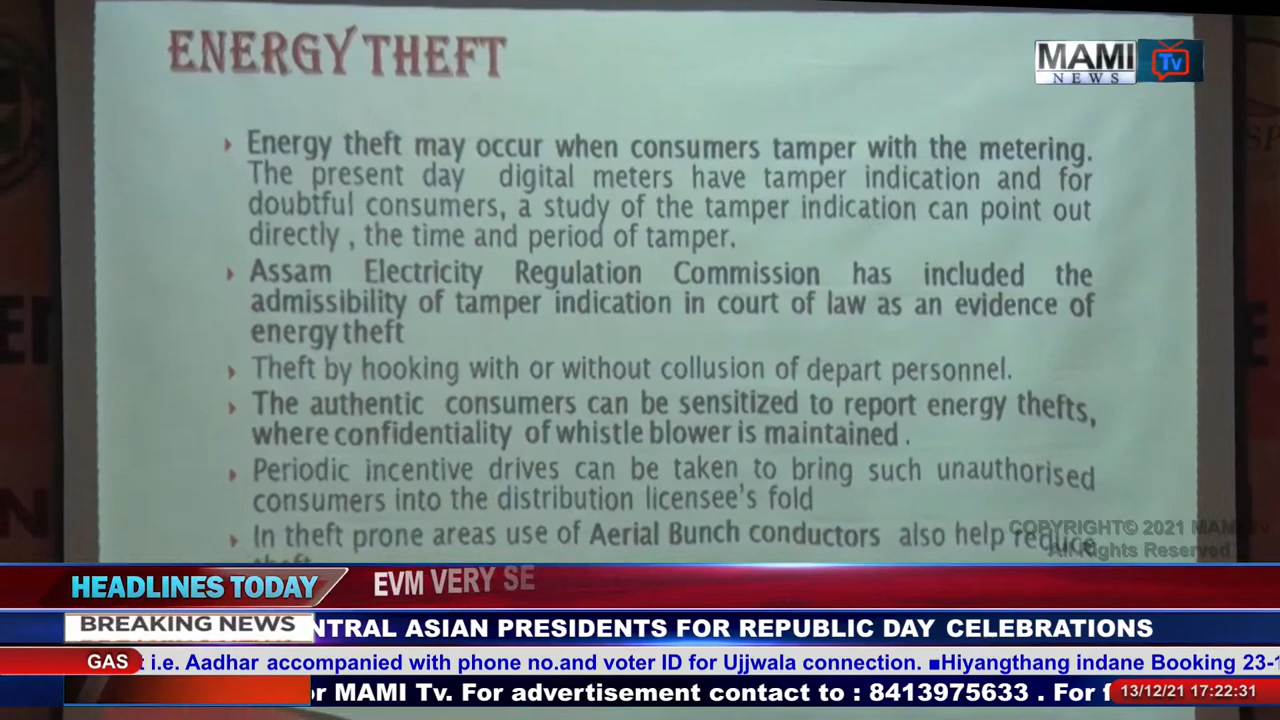 ENERGY THEFT
MAMI
NEWS
Tv
Energy theft may occur when consumers tamper with the metering.
The present day digital meters have tamper indication and for
doubtful consumers, a study of the tamper indication can point out
directly , the time and period of tamper.
Assam Electricity Regulation Commission has included the
admissibility of tamper indication in court of law as an evidence of
energy theft
Theft by hooking with or without collusion of depart personnel.
The authentic consumers can be sensitized to report energy thefts,
where confidentiality of whistle blower is maintained .
Periodic incentive drives can be taken to bring such unauthorised
consumers into the distribution licensee's fold
In theft prone areas use of Aerial Bunch conductors also help reduce
COPYRIGHT© 2021 MAMI
All Rights Reserved
HEADLINES TODAY
EVM VERY SE
BREAKING NEWS
NTRAL ASIAN PRESIDENTS FOR REPUBLIC DAY CELEBRATIONS
GAS
t i.e. Aadhar accompanied with phone no.and voter ID for Ujjwala connection. ■Hiyangthang indane Booking 23-1
or MAMI Tv. For advertisement contact to : 8413975633 . For f
13/12/21 17:22:31